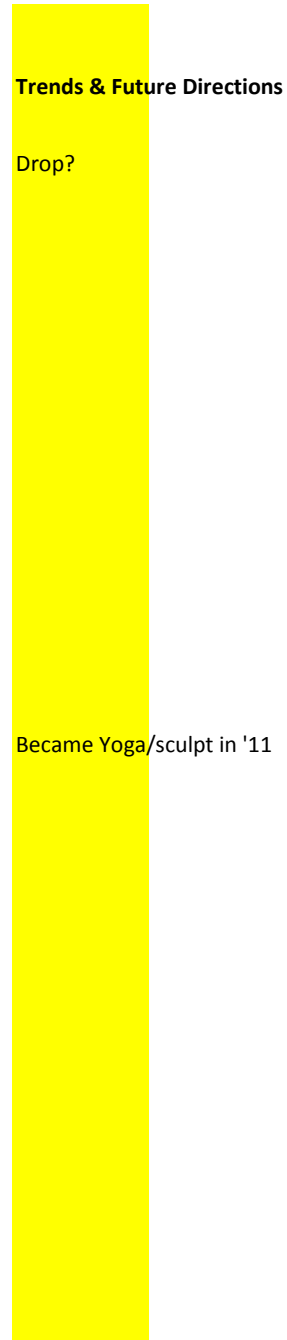 Trends & Future Directions
Drop?
Became Yoga/sculpt in '11